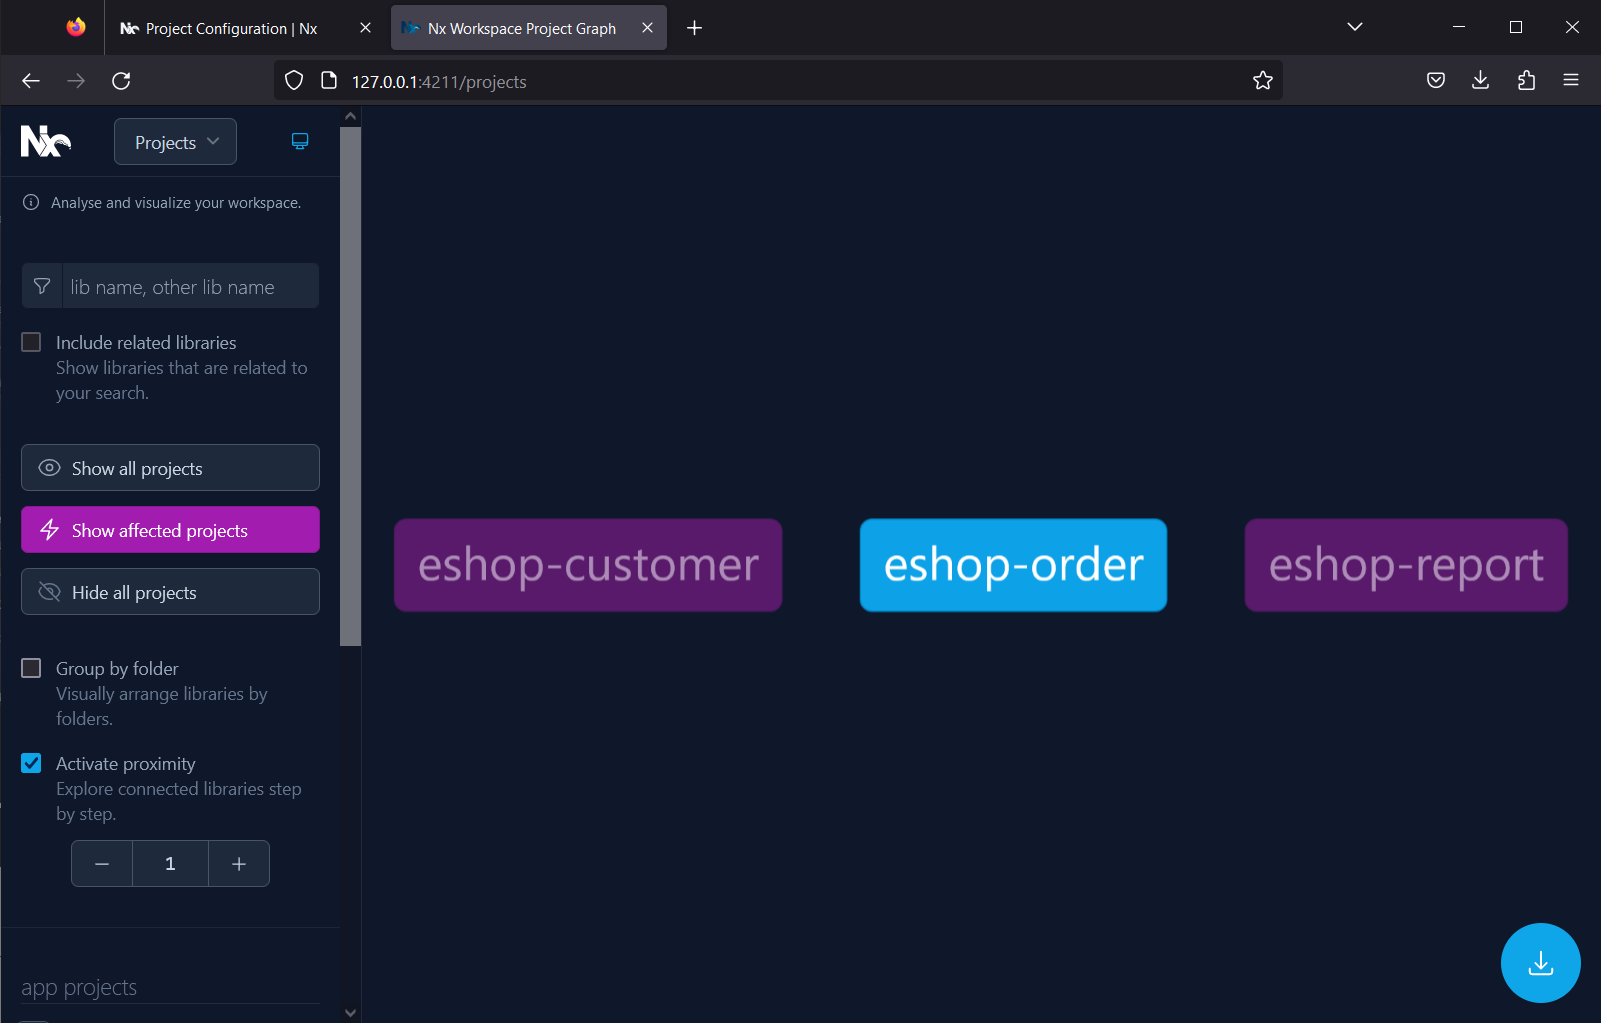 Project Configuration | Nx
Nx Workspace Project Graph
127.0.0.1:4211/projects
Nx
Projects
Analyse and visualize your workspace.
lib name, other lib name
Include related libraries
Show libraries that are related to
your search.
Show all projects
Show affected projects
Hide all projects
Group by folder
Visually arrange libraries by
folders.
Activate proximity
Explore connected libraries step
by step.
1
app projects
eshop-customer
eshop-order
eshop-report